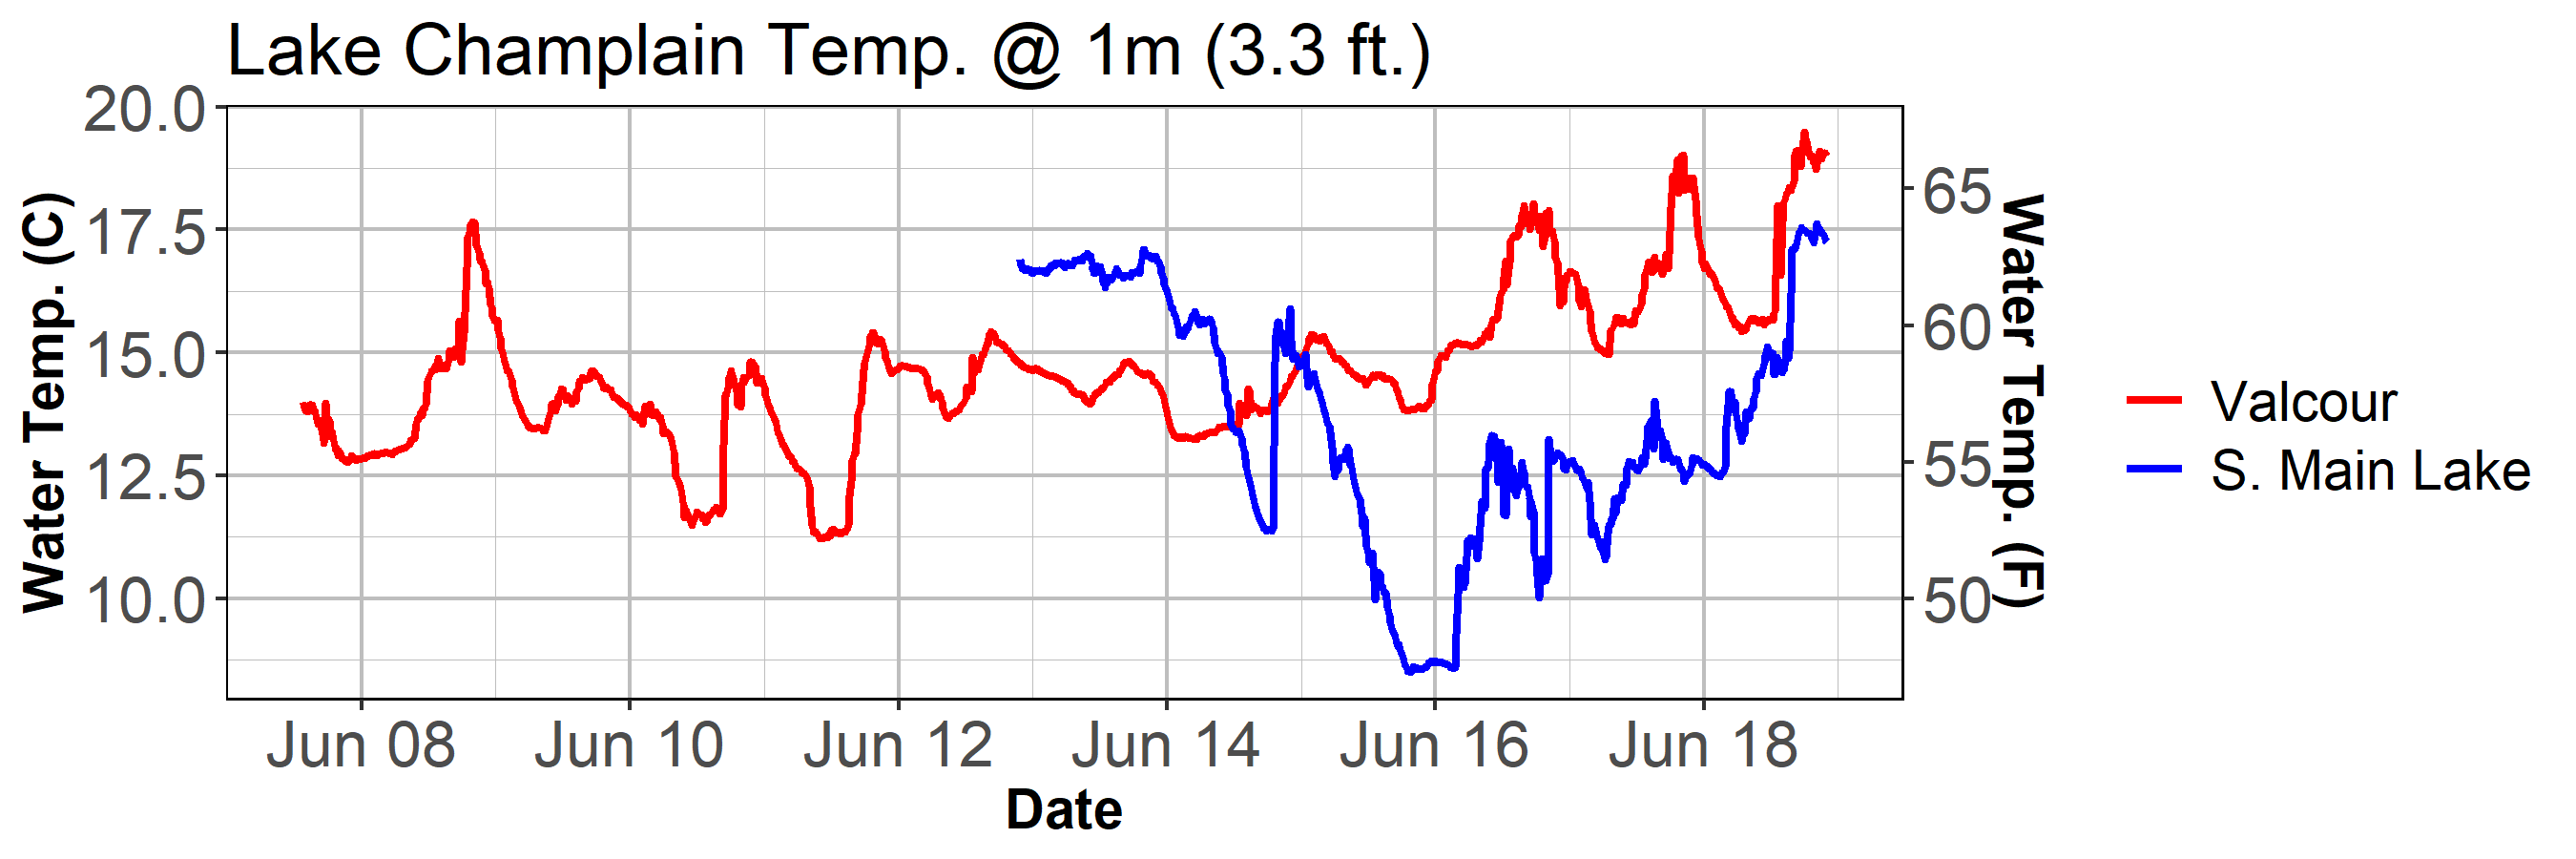 Lake Champlain Temp. @ 1m (3.3 ft.)
Water Temp. (C)
20.0
17.5
15.0
12.5
10.0
65
60
55
50
Water Temp. (F)
Jun 08 Jun 10 Jun 12 Jun 14 Jun 16 Jun 18
Date
Valcour
S. Main Lake